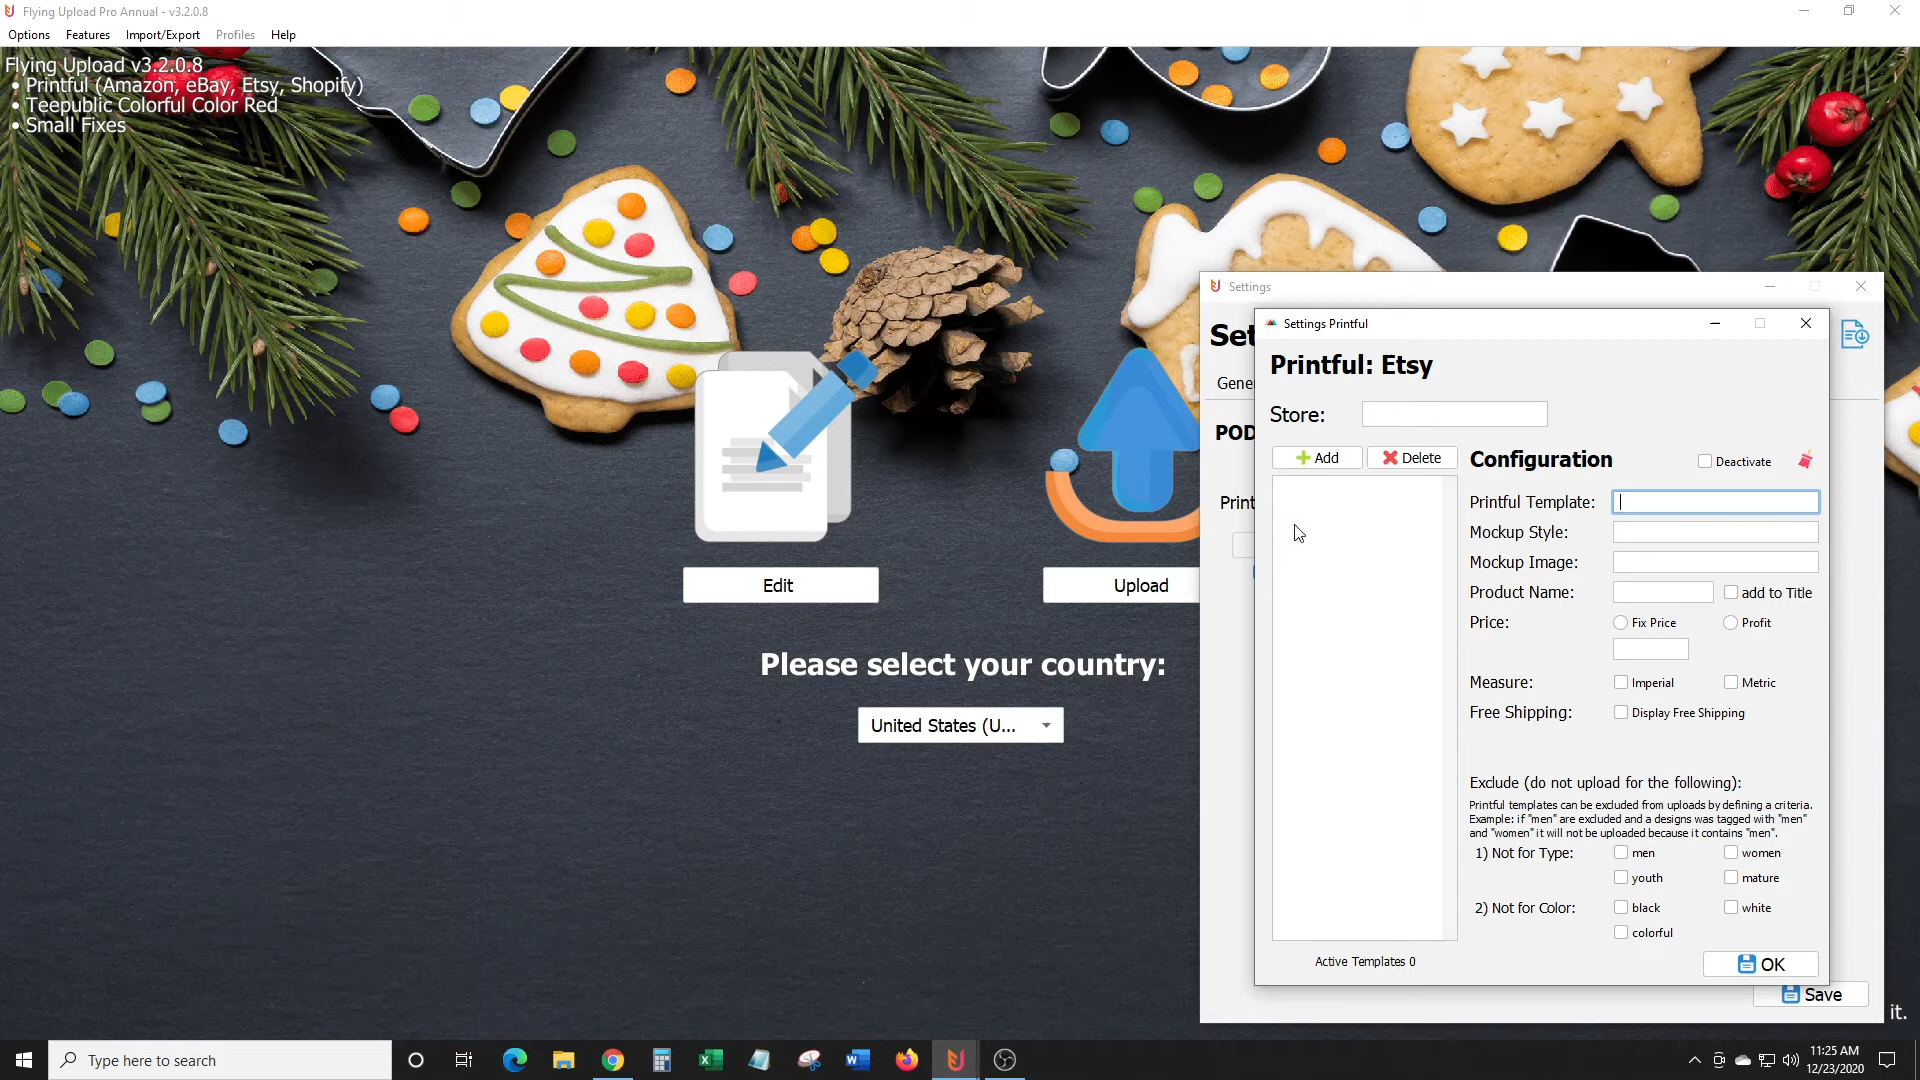 Flying Upload Pro Annual - v3.2.0.8
Options Features Import/Export Profiles Help
Flying Upload v3.2.0.8
• Printful (Amazon, eBay, Etsy, Shopify)
• Teepublic Colorful Color Red
• Small Fixes
Edit
Upload
Please select your country:
United States (U...
Settings
Set
Gener
POD
Print
Settings Printful
Printful: Etsy
Store:
Add Delete
Configuration Deactivate
Printful Template:
Mockup Style:
Mockup Image:
Product Name: add to Title
Price: Fix Price Profit
Measure: Imperial Metric
Free Shipping: Display Free Shipping
Exclude (do not upload for the following):
Printful templates can be excluded from uploads by defining a criteria.
Example: if "men" are excluded and a designs was tagged with "men"
and "women" it will not be uploaded because it contains "men".
1) Not for Type: men women
youth mature
2) Not for Color: black white
colorful
Active Templates 0
OK
Save
it.
Type here to search
11:25 AM
12/23/2020